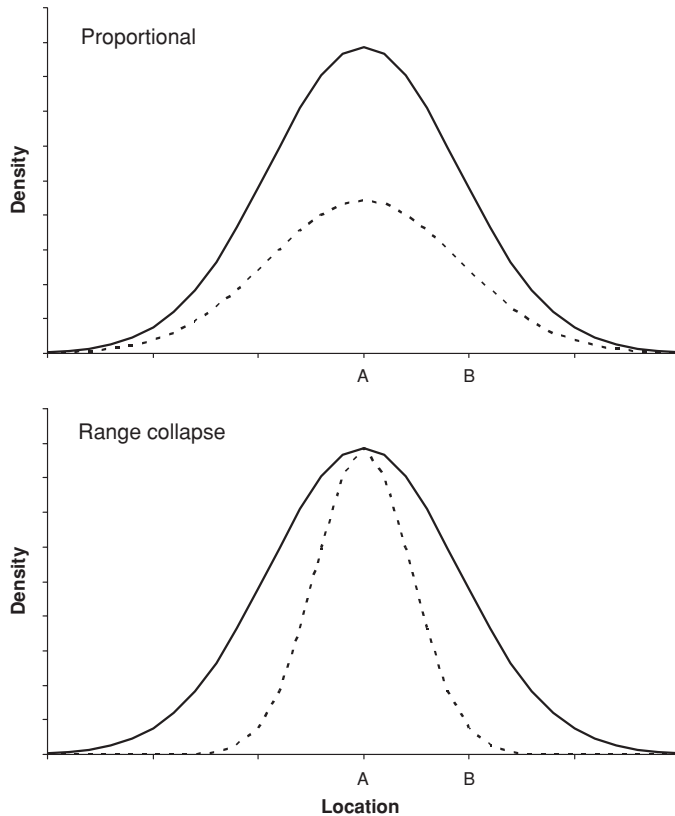 Proportional
Density
A
B
Range collapse
Density
A
B
Location